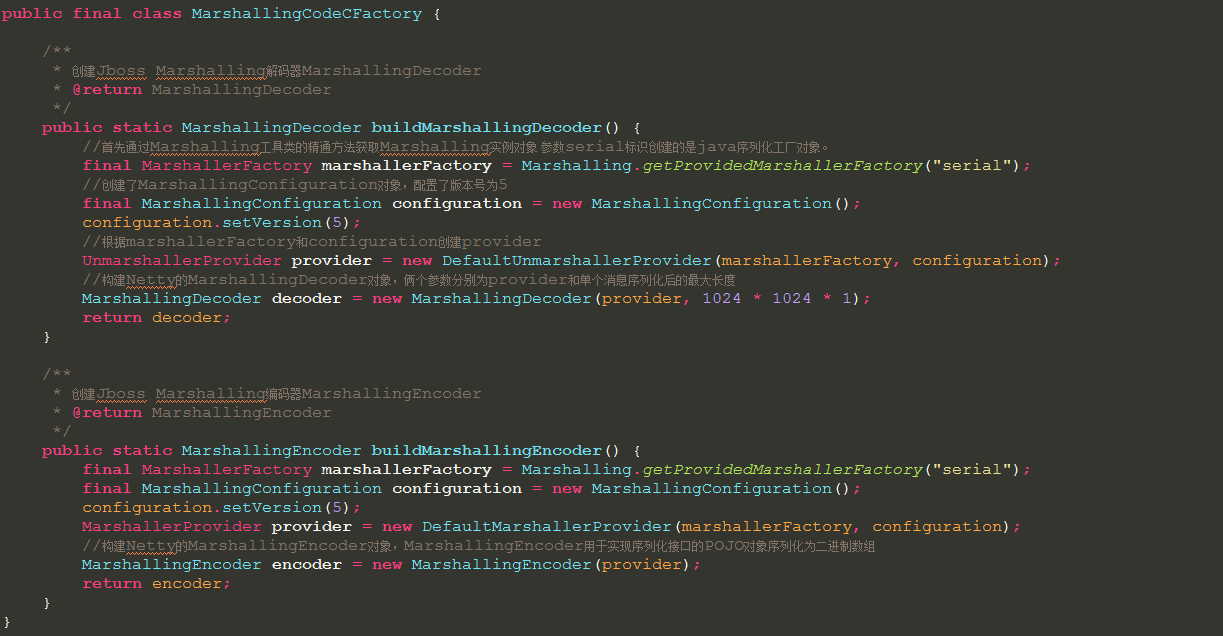 public final class MarshallingCodeCFactory {
/**
* 创建Jboss Marshalling解码器MarshallingDecoder
* @return MarshallingDecoder
*/
public static MarshallingDecoder buildMarshallingDecoder() {
//首先通过Marshalling工具类的精通方法获取Marshalling实例对象 参数serial标识创建的是java序列化工厂对象。
final MarshallerFactory marshallerFactory = Marshalling.getProvidedMarshallerFactory("serial");
//创建了MarshallingConfiguration对象，配置了版本号为5
final MarshallingConfiguration configuration = new MarshallingConfiguration();
configuration.setVersion(5);
//根据marshallerFactory和configuration创建provider
UnmarshallerProvider provider = new DefaultUnmarshallerProvider(marshallerFactory, configuration);
//构建Netty的MarshallingDecoder对象，俩个参数分别为provider和单个消息序列化后的最大长度
MarshallingDecoder decoder = new MarshallingDecoder(provider, 1024 * 1024 * 1);
return decoder;
}
/**
* 创建Jboss Marshalling编码器MarshallingEncoder
* @return MarshallingEncoder
*/
public static MarshallingEncoder buildMarshallingEncoder() {
final MarshallerFactory marshallerFactory = Marshalling.getProvidedMarshallerFactory("serial");
final MarshallingConfiguration configuration = new MarshallingConfiguration();
configuration.setVersion(5);
MarshallerProvider provider = new DefaultMarshallerProvider(marshallerFactory, configuration);
//构建Netty的MarshallingEncoder对象，MarshallingEncoder用于实现序列化接口的POJO对象序列化为二进制数组
MarshallingEncoder encoder = new MarshallingEncoder(provider);
return encoder;
}
}